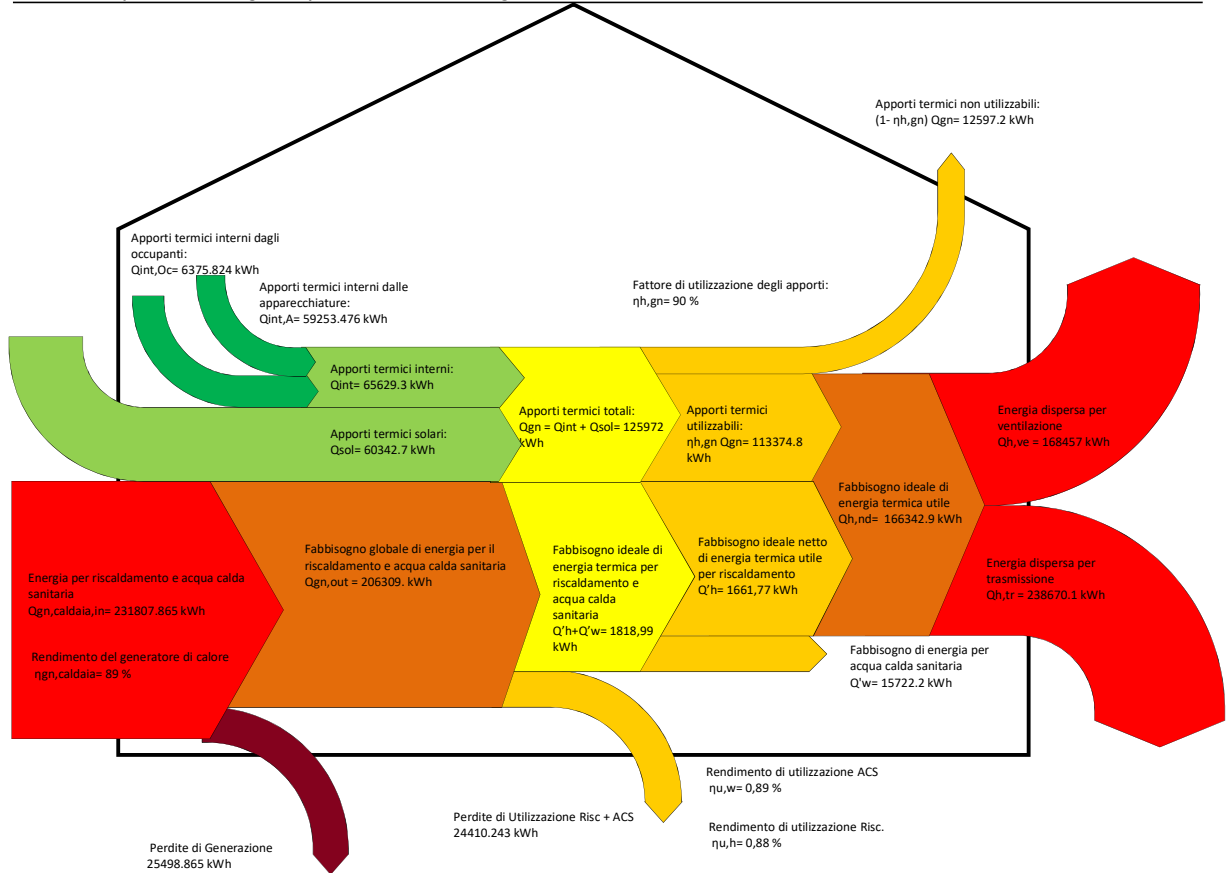 Apporti termici non utilizzabili:
(1- ηh,gn) Qgn= 12597.2 kWh
Apporti termici interni dagli
occupanti:
Qint,Oc= 6375.824 kWh
Apporti termici interni dalle
apparecchiature:
Qint,A= 59253.476 kWh
Fattore di utilizzazione degli apporti:
ηh,gn= 90 %
Apporti termici interni:
Qint= 65629.3 kWh
Apporti termici solari:
Qsol= 60342.7 kWh
Apporti termici totali:
Qgn = Qint + Qsol= 125972
kWh
Apporti termici
utilizzabili:
ηh,gn Qgn= 113374.8
kWh
Energia dispersa per
ventilazione
Qh,ve = 168457 kWh
Fabbisogno ideale di
energia termica utile
Qh,nd= 166342.9 kWh
Energia per riscaldamento e acqua calda
sanitaria
Qgn,caldaia,in= 231807.865 kWh
Rendimento del generatore di calore
ηgn,caldaia= 89 %
Fabbisogno globale di energia per il
riscaldamento e acqua calda sanitaria
Qgn,out = 206309. kWh
Fabbisogno ideale di
energia termica per
riscaldamento e
acqua calda
sanitaria
Q’h+Q’w= 1818,99
kWh
Fabbisogno ideale netto
di energia termica utile
per riscaldamento
Q’h= 1661,77 kWh
Energia dispersa per
trasmissione
Qh,tr = 238670.1 kWh
Fabbisogno di energia per
acqua calda sanitaria
Q'w= 15722.2 kWh
Rendimento di utilizzazione ACS
ηu,w= 0,89 %
Rendimento di utilizzazione Risc.
ηu,h= 0,88 %
Perdite di Utilizzazione Risc + ACS
24410.243 kWh
Perdite di Generazione
25498.865 kWh